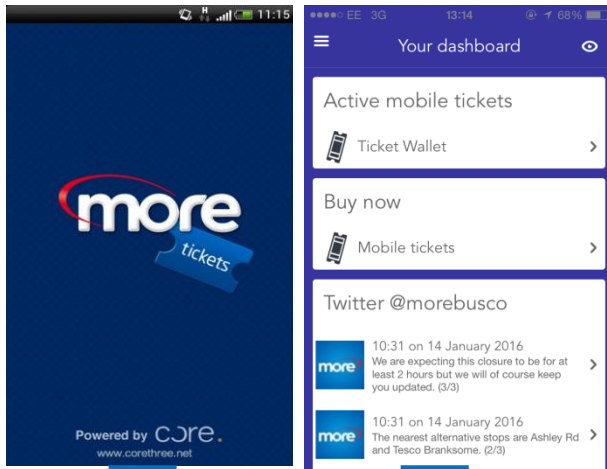 11:15
more
tickets
Powered by core.
www.corethree.net
EE 3G 13:14 68%
Your dashboard
Active mobile tickets
Ticket Wallet
Buy now
Mobile tickets
Twitter @morebusco
more
10:31 on 14 January 2016
We are expecting this closure to be for at
least 2 hours but we will of course keep
you updated. (3/3)
more
10:31 on 14 January 2016
The nearest alternative stops are Ashley Rd
and Tesco Branksome. (2/3)